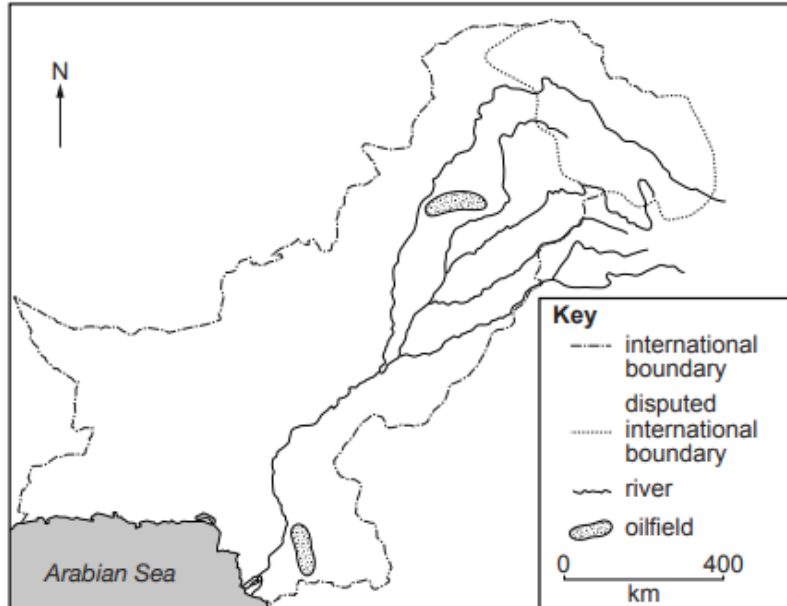 N
Arabian Sea
Key
international
boundary
disputed
international
boundary
river
oilfield
0 400
km